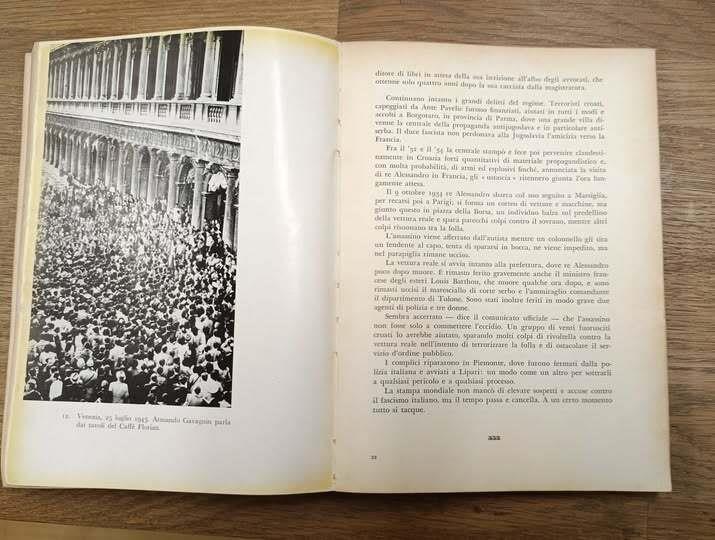 12. Venezia, 25 luglio 1943. Armando Gavagnin parla
dai tavoli del Caffè Florian.
ditore di libri in attesa della sua iscrizione all'albo degli avvocati, che
ottenne solo quattro anni dopo la sua cacciata dalla magistratura.
Continuano intanto i grandi delitti del regime. Terroristi croati,
capeggiati da Ante Pavelic furono finanziati, aiutati in tutti i modi e
accolti a Borgotaro, in provincia di Parma, dove una grande villa di-
venne la centrale della propaganda antijugoslava e in particolare anti-
serba. Il duce fascista non perdonava alla Jugoslavia l'amicizia verso la
Francia.
Fra il '32 e il '34 la centrale stampò e fece poi pervenire clandesti-
namente in Croazia forti quantitativi di materiale propagandistico e,
con molta probabilità, di armi ed esplosivi finché, annunciata la visita
di re Alessandro in Francia, gli « ustascia » ritennero giunta l'ora lun-
gamente attesa.
Il 9 ottobre 1934 re Alessandro sbarca col suo seguito a Marsiglia,
per recarsi poi a Parigi; si forma un corteo di vetture e macchine, ma
giunto questo in piazza della Borsa, un individuo balza sul predellino
della vettura reale e spara parecchi colpi contro il sovrano, mentre altri
colpi risuonano tra la folla.
L'assassino viene afferrato dall'autista mentre un colonnello gli vira
un fendente al capo, tenta di spararsi in bocca, ne viene impedito, ma
nel parapiglia rimane ucciso.
La vettura reale si avvia intanto alla prefettura, dove re Alessandro
poco dopo muore. È rimasto ferito gravemente anche il ministro fran-
cese degli esteri Louis Barthou, che muore qualche ora dopo, e sono
rimasti uccisi il maresciallo di corte serbo e l'ammiraglio comandante
il dipartimento di Tolone. Sono stati inoltre feriti in modo grave due
agenti di polizia e tre donne.
Sembra accertato — dice il comunicato ufficiale — che l'assassino
non fosse solo a commettere l'eccidio. Un gruppo di venti fuorusciti
croati lo avrebbe aiutato, sparando molti colpi di rivoltella contro la
vettura reale nell'intento di terrorizzare la folla e di ostacolare il ser-
vizio d'ordine pubblico.
I complici ripararono in Piemonte, dove furono fermati dalla po-
lizia italiana e avviati a Lipari: un modo come un altro per sottrarli
a qualsiasi pericolo e a qualsiasi processo.
La stampa mondiale non mancò di elevare sospetti e accuse contro
il fascismo italiano, ma il tempo passa e cancella. A un certo momento
tutto si tacque.
22